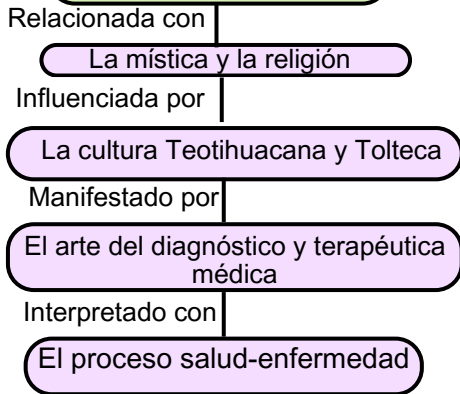 Relacionada con
La mística y la religión
Influenciada por
La cultura Teotihuacana y Tolteca
Manifestado por
El arte del diagnóstico y terapéutica
médica
Interpretado con
El proceso salud-enfermedad